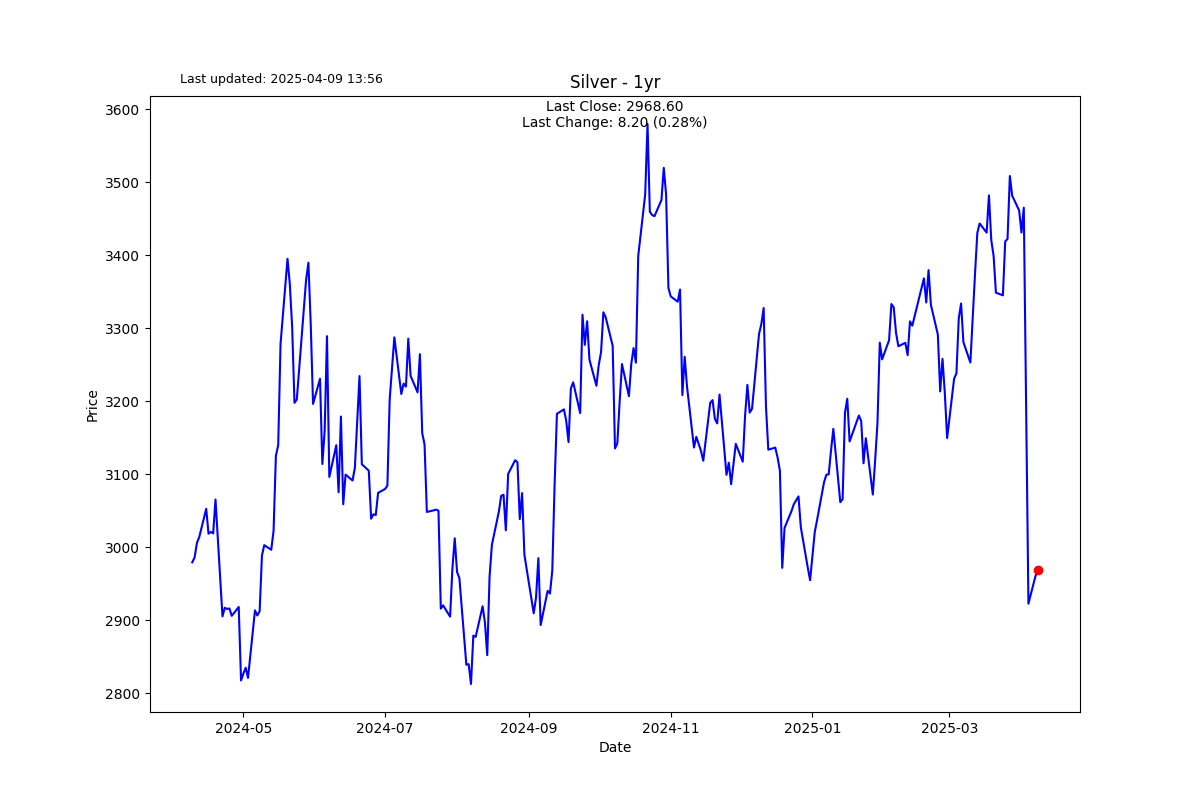 Last updated: 2025-04-09 13:56
Silver - 1yr
Last Close: 2968.60
Last Change: 8.20 (0.28%)
3600
3500
3400
3300
3200
3100
3000
2900
2800
Price
2024-05 2024-07 2024-09 2024-11 2025-01 2025-03
Date